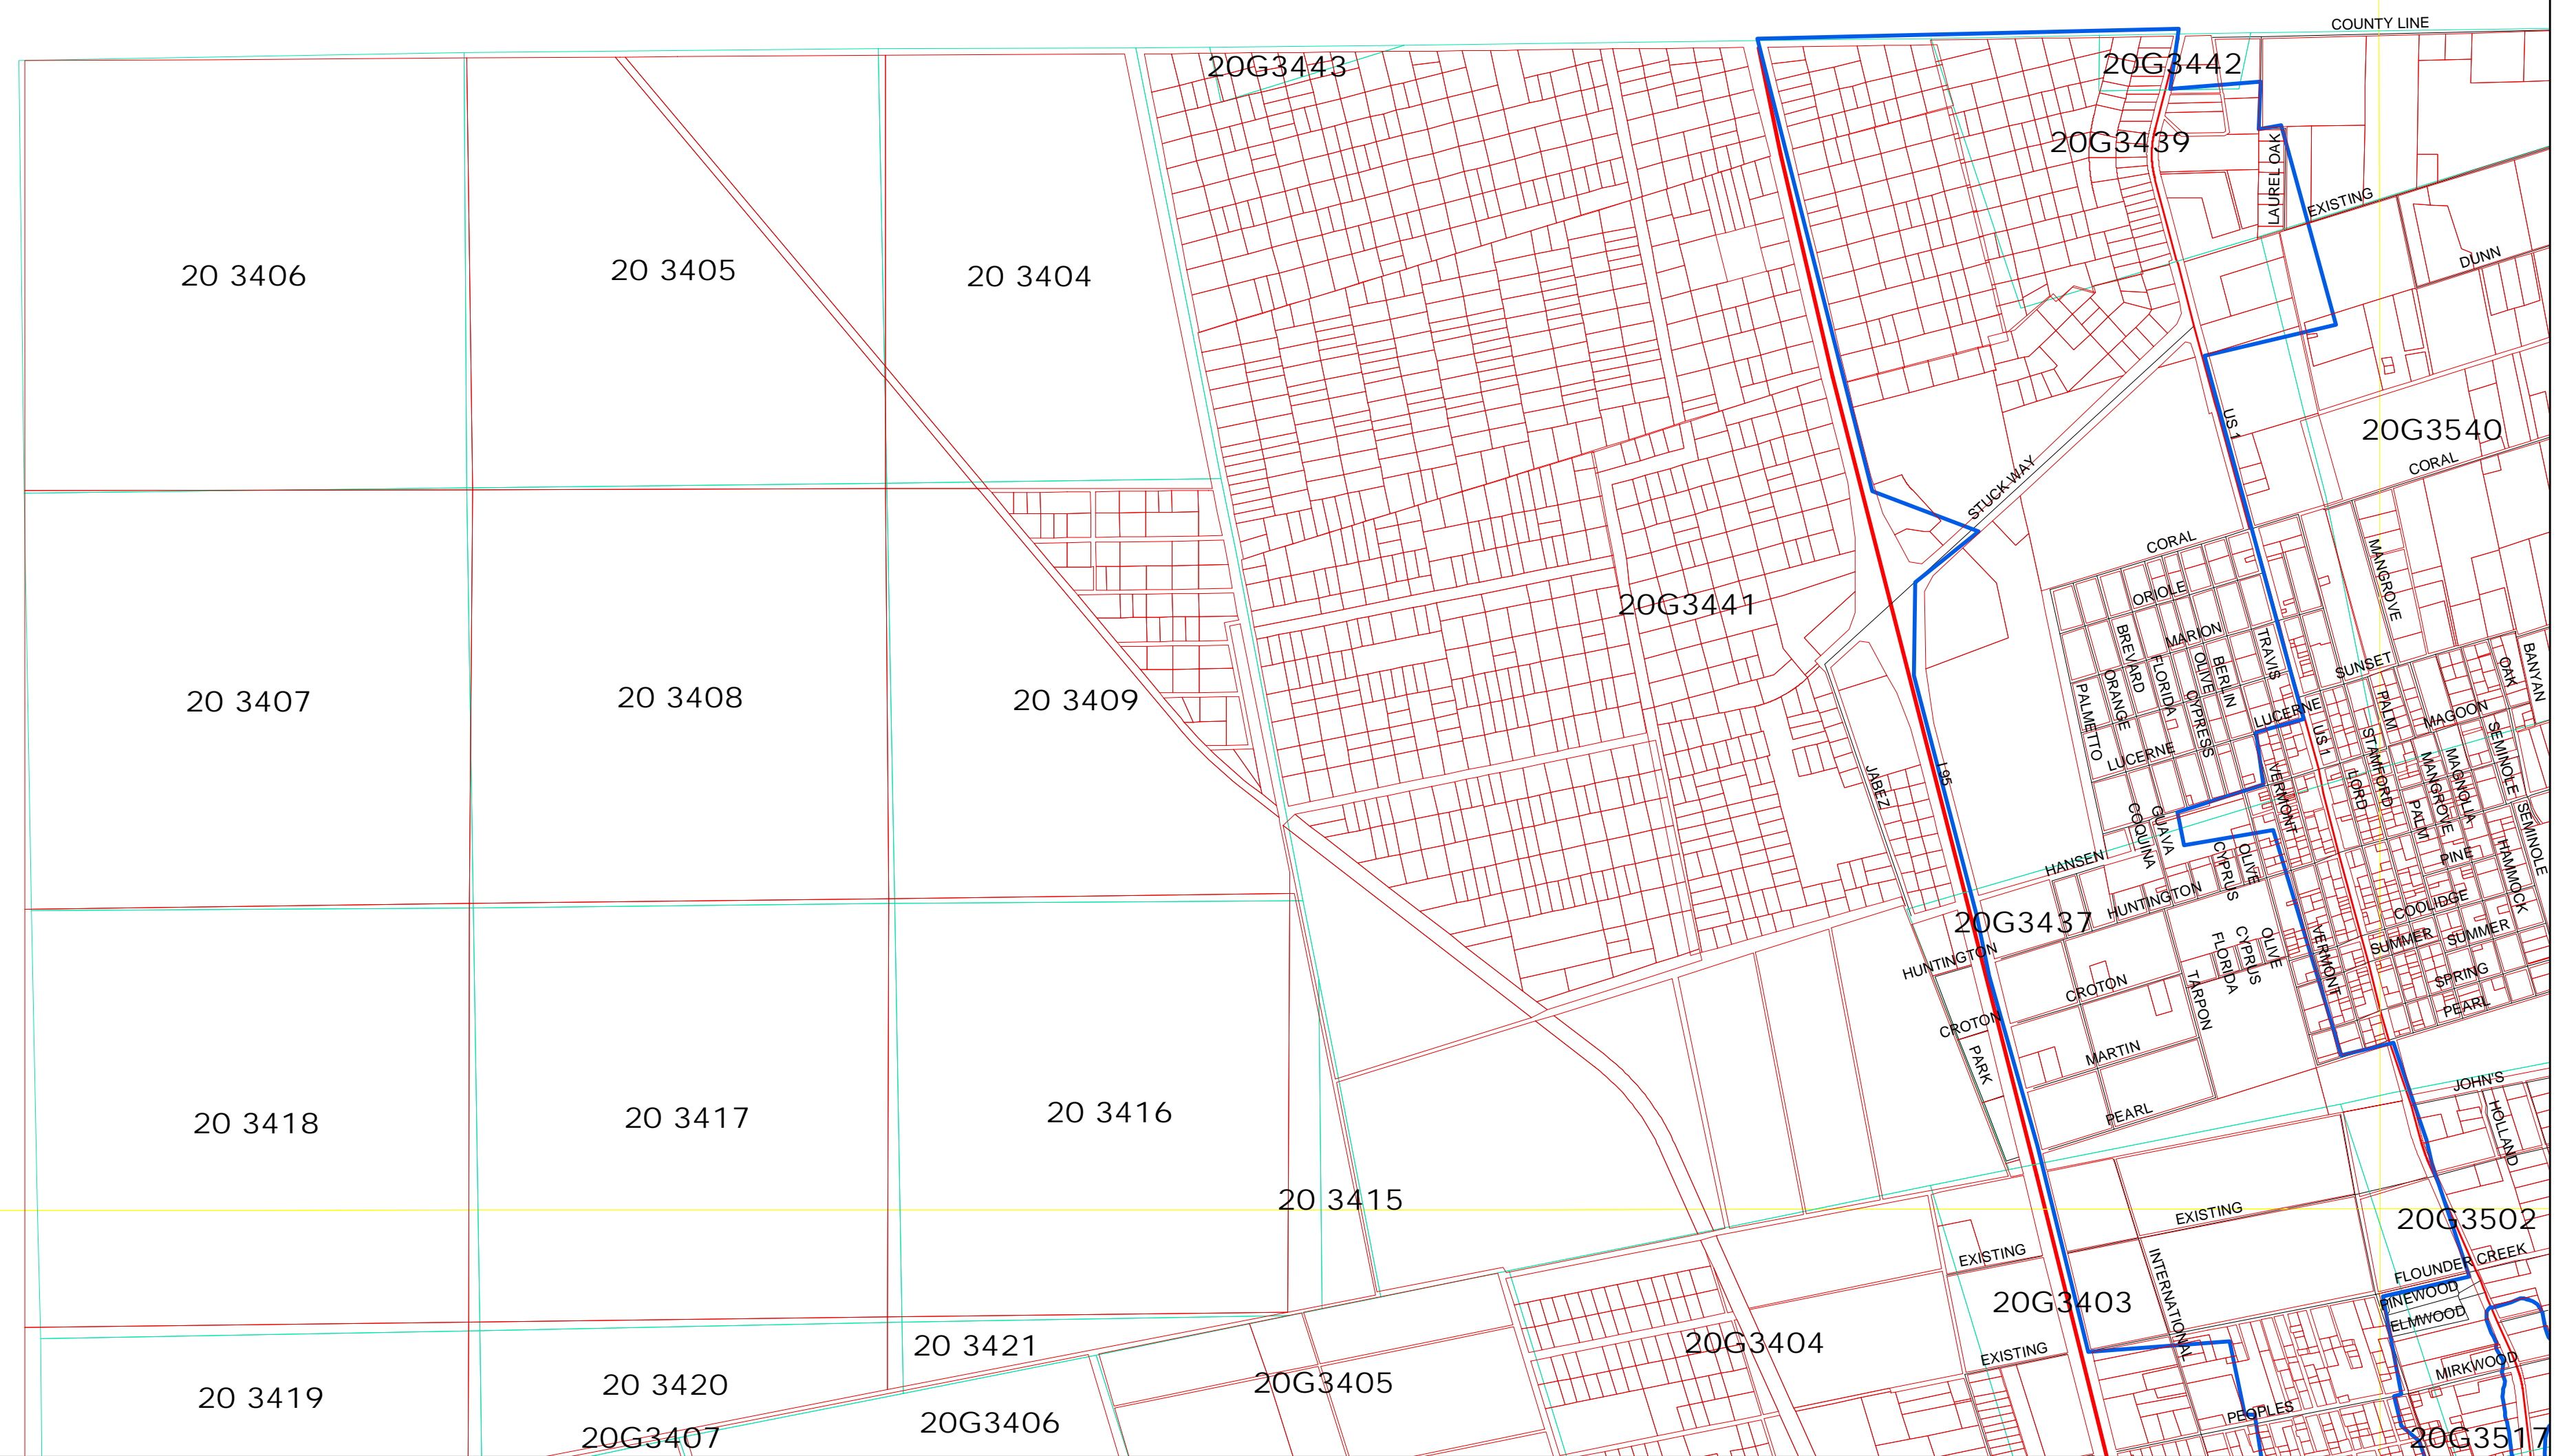 COUNTY LINE
20G3443
20G3442
20G3439
LAUREL OAK
EXISTING
DUNN
20 3406
20 3405
20 3404
US 1
20G3540
CORAL
STUCK WAY
CORAL
MANGROVE
ORIOLE
20G3441
MARION
BREVARD
FLORIDA
OLIVE
BERLIN
TRAVIS
SUNSET
OAK
BANYAN
20 3407
20 3408
20 3409
PALMETTO
ORANGE
CYPRESS
LUCERNE
PALM
MAGOON
LUCERNE
US 1
STAMFORD
SEMINOLE
JABEZ
I 95
VERMONT
LORD
MANGROVE
MAGNOLIA
PALM
SEMINOLE
COQUINA
GUAVA
HANSEN
CYPRUS
OLIVE
PINE
HAMMOCK
HUNTINGTON
COOLIDGE
20G3437
HUNTINGTON
FLORIDA
CYPRUS
OLIVE
VERMONT
SUMMER
SUMMER
SPRING
CROTON
TARPON
PEARL
CROTON
PARK
MARTIN
PEARL
JOHN'S
HOLLAND
20 3418
20 3417
20 3416
20 3415
EXISTING
20G3502
EXISTING
INTERNATIONAL
FLOUNDER CREEK
PINEWOOD
ELMWOOD
20G3403
20 3421
20G3404
EXISTING
MIRKWOOD
20 3419
20 3420
20G3405
20G3407
20G3406
PEOPLES
20G3517